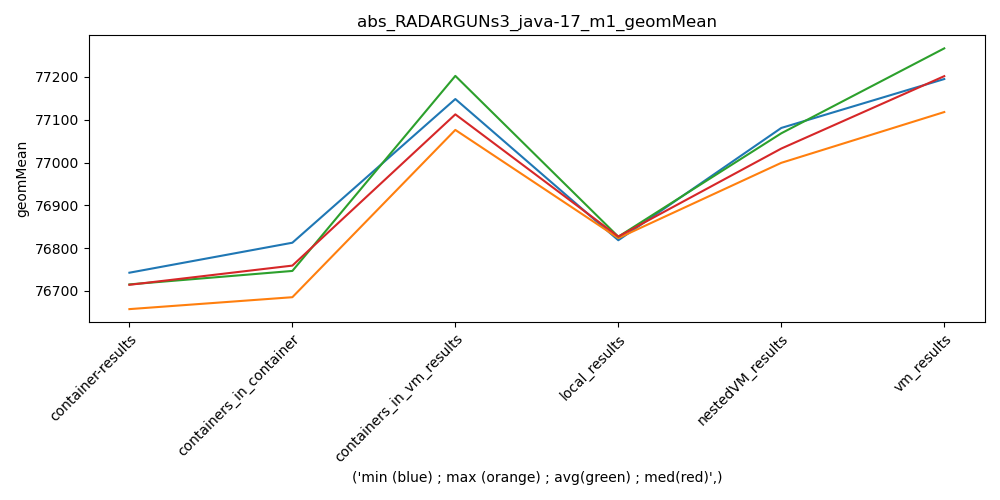 abs_RADARGUNs3_java-17_m1_geomMean
geomMean
77200
77100
77000
76900
76800
76700
container-results
containers_in_container
containers_in_vm_results
local_results
nestedVM_results
vm_results
('min (blue) ; max (orange) ; avg(green) ; med(red)',)